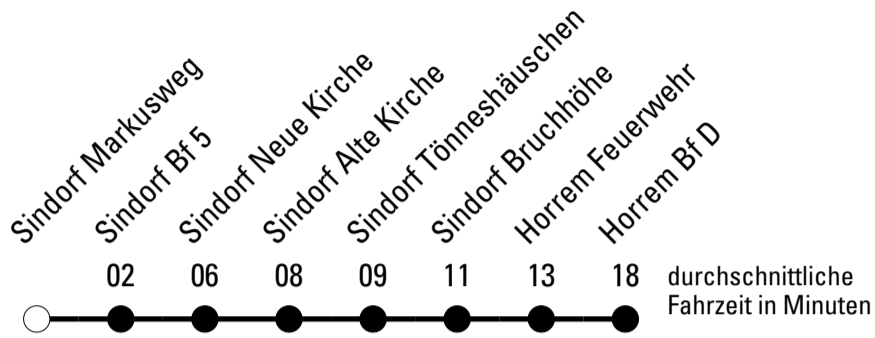 Sindorf Markusweg
Sindorf Bf 5
Sindorf Neue Kirche
Sindorf Alte Kirche
Sindorf Tönneshäuschen
Sindorf Bruchhöhe
Horrem Feuerwehr
Horrem Bf D
02 06 08 09 11 13 18
durchschnittliche
Fahrzeit in Minuten